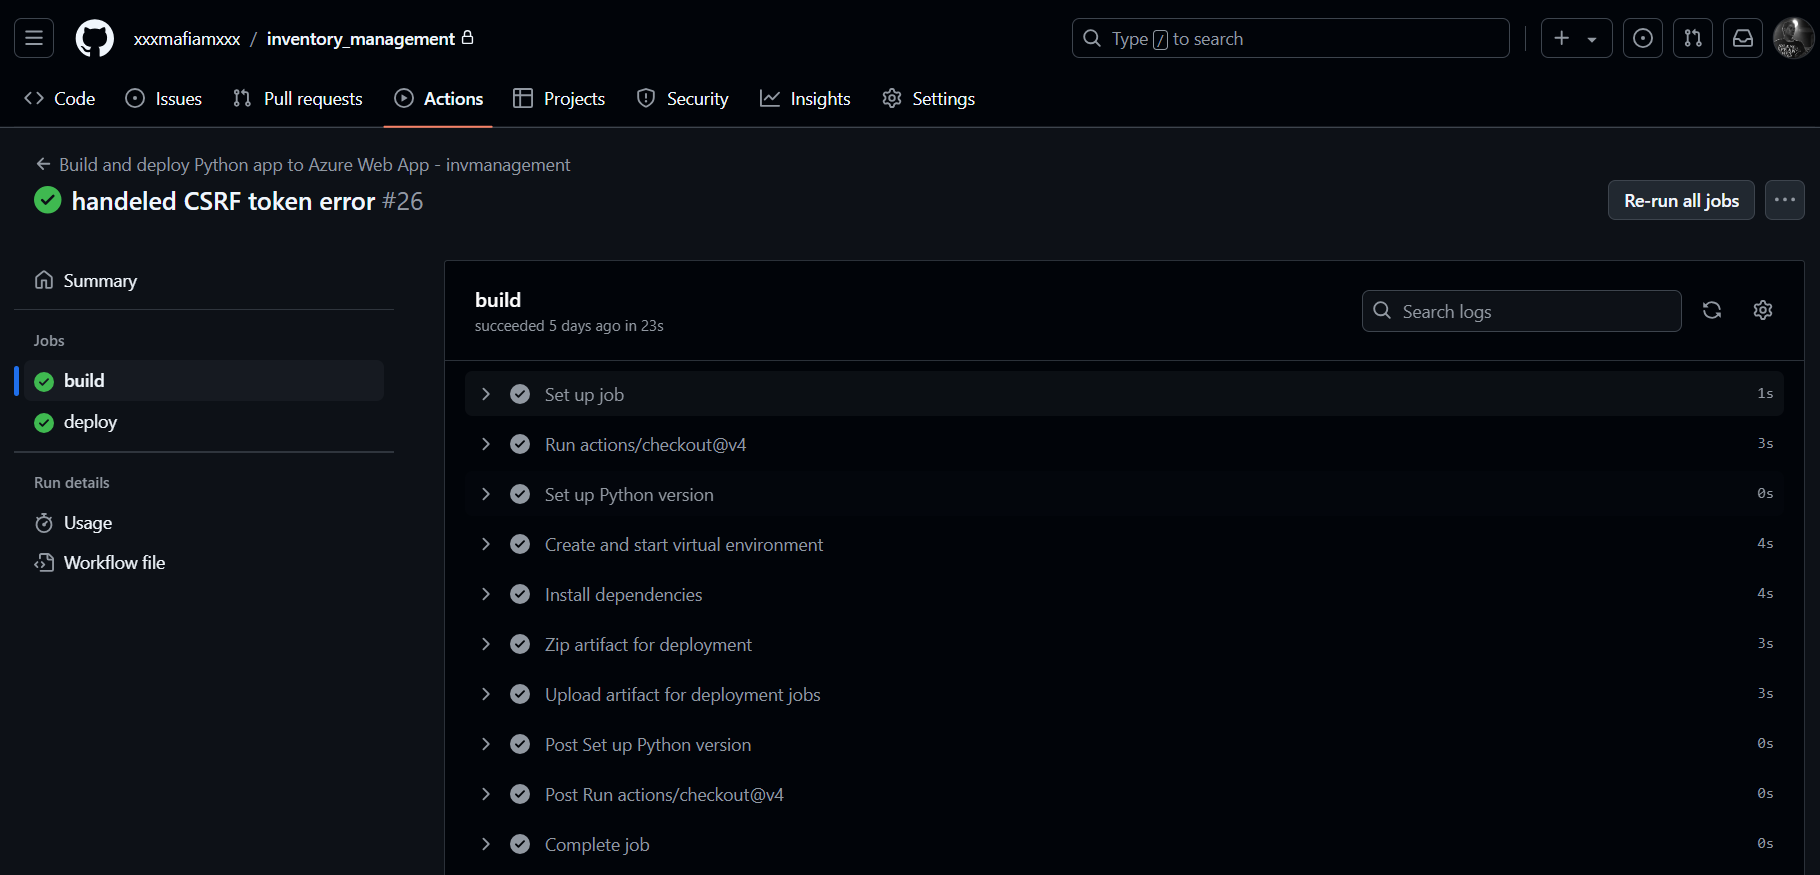 xxxmafiamxxx / inventory_management
Type / to search
Code Issues Pull requests Actions Projects Security Insights Settings
Build and deploy Python app to Azure Web App - invmanagement
handeled CSRF token error #26
Re-run all jobs
Summary
Jobs
build
deploy
Run details
Usage
Workflow file
build
succeeded 5 days ago in 23s
Search logs
Set up job 1s
Run actions/checkout@v4 3s
Set up Python version 0s
Create and start virtual environment 4s
Install dependencies 4s
Zip artifact for deployment 3s
Upload artifact for deployment jobs 3s
Post Set up Python version 0s
Post Run actions/checkout@v4 0s
Complete job 0s